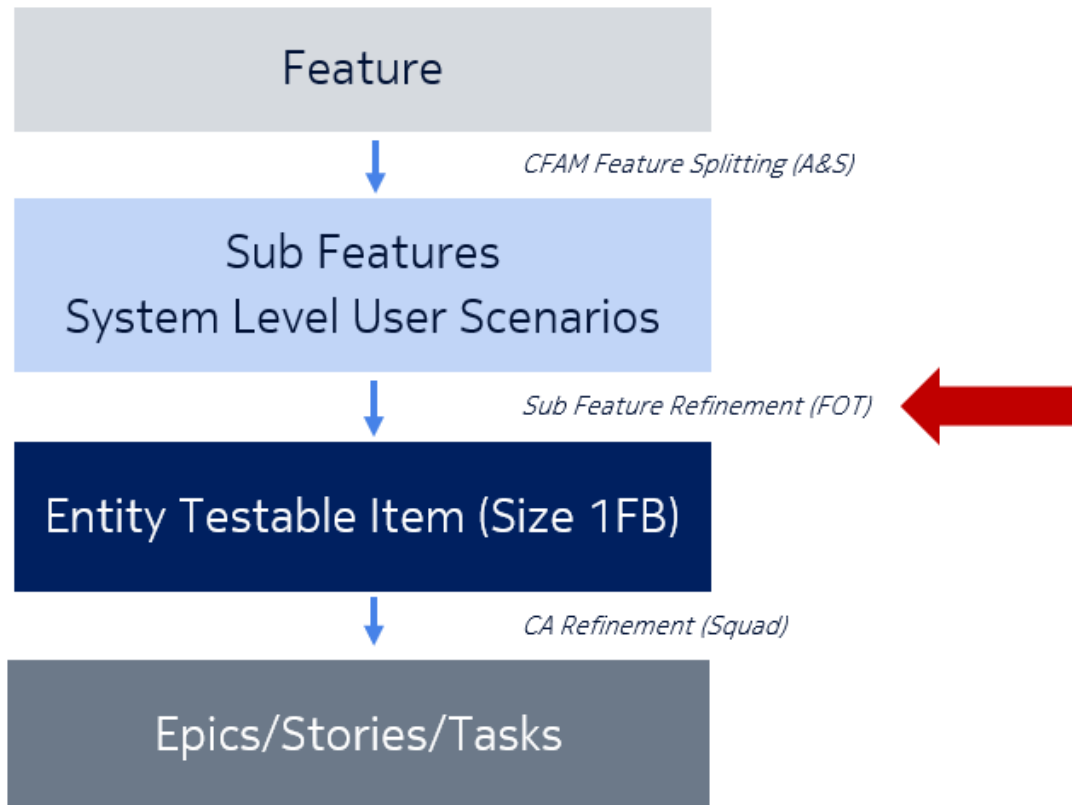 Feature
CFAM Feature Splitting (A&S)
Sub Features
System Level User Scenarios
Sub Feature Refinement (FOT)
Entity Testable Item (Size 1FB)
CA Refinement (Squad)
Epics/Stories/Tasks